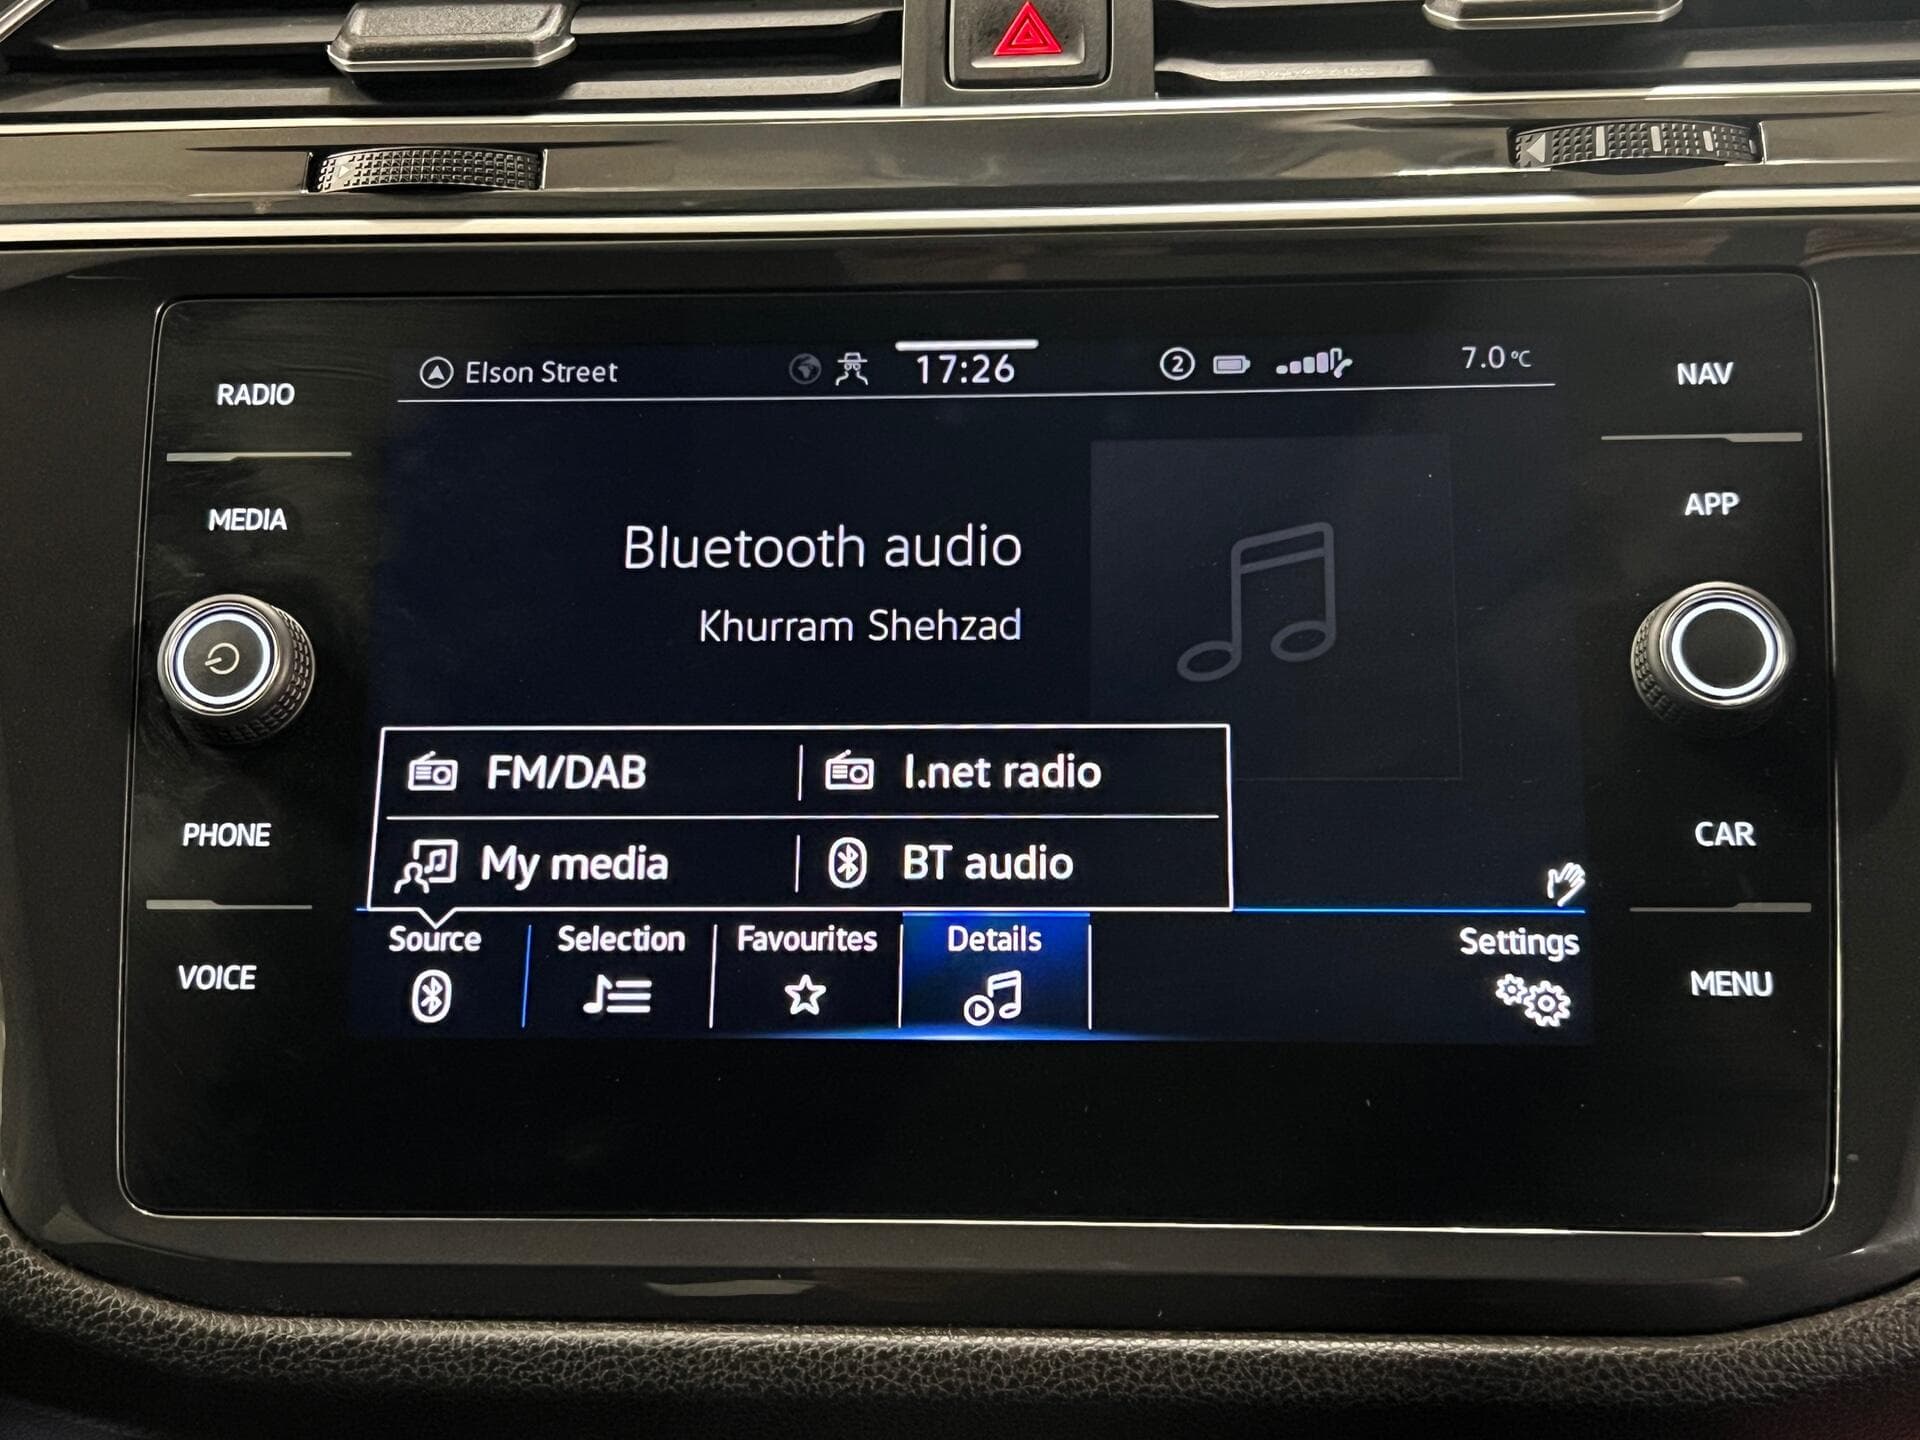 Elson Street
17:26
2
7.0 °C
RADIO
NAV
MEDIA
APP
Bluetooth audio
Khurram Shehzad
FM/DAB
I.net radio
PHONE
CAR
My media
BT audio
Source
Selection
Favourites
Details
Settings
VOICE
MENU